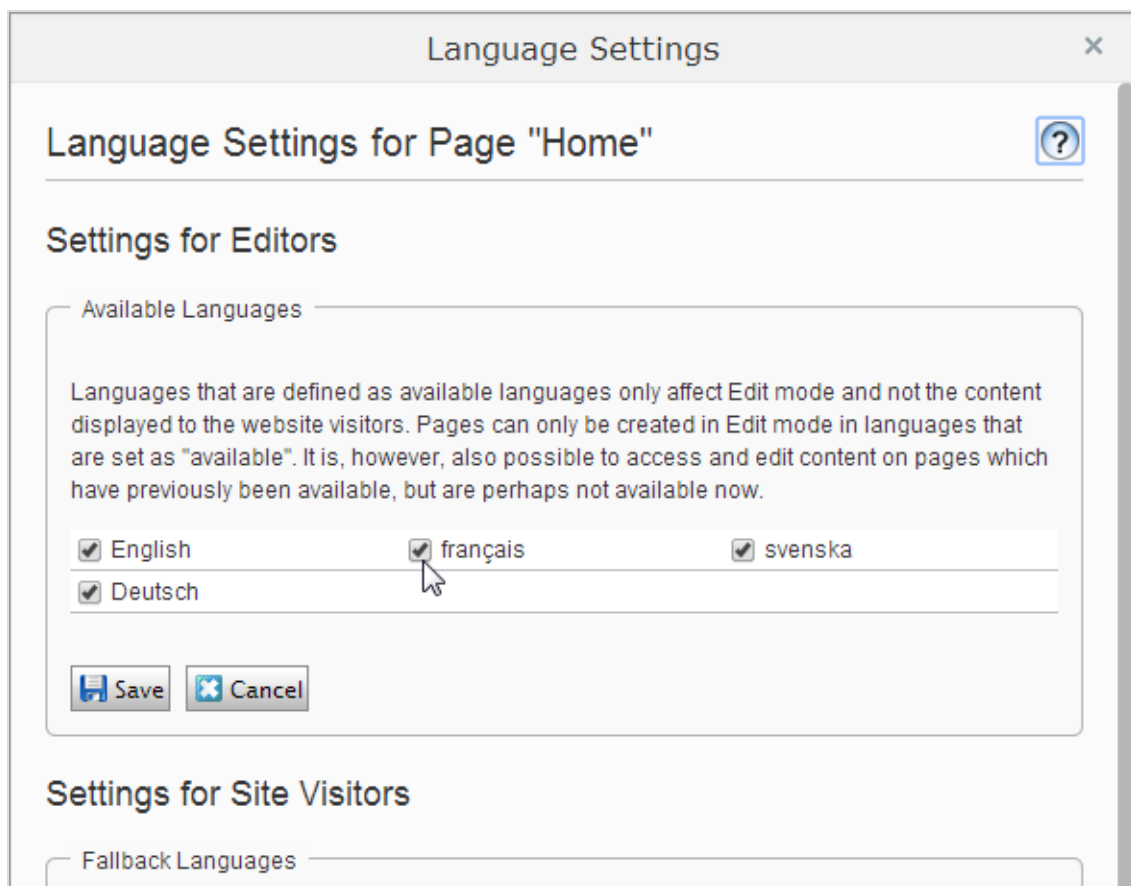 Language Settings
Language Settings for Page "Home"
Settings for Editors
Available Languages
Languages that are defined as available languages only affect Edit mode and not the content
displayed to the website visitors. Pages can only be created in Edit mode in languages that
are set as "available". It is, however, also possible to access and edit content on pages which
have previously been available, but are perhaps not available now.
English français svenska
Deutsch
Save Cancel
Settings for Site Visitors
Fallback Languages